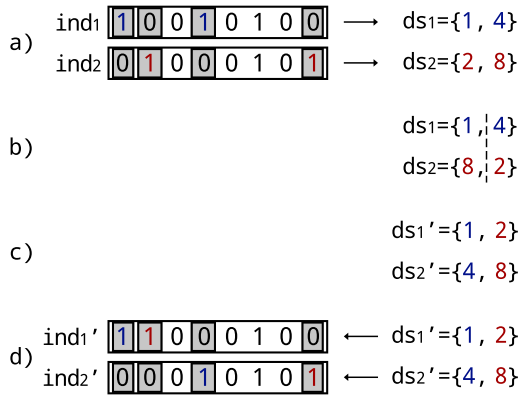 a) ind1 1 0 0 1 0 1 0 0 → ds1={1, 4}
ind2 0 1 0 0 0 1 0 1 → ds2={2, 8}
b) ds1={1, 4}
ds2={8, 2}
c) ds1’={1, 2}
ds2’={4, 8}
d) ind1’ 1 1 0 0 0 1 0 0 ← ds1’={1, 2}
ind2’ 0 0 0 1 0 1 0 1 ← ds2’={4, 8}